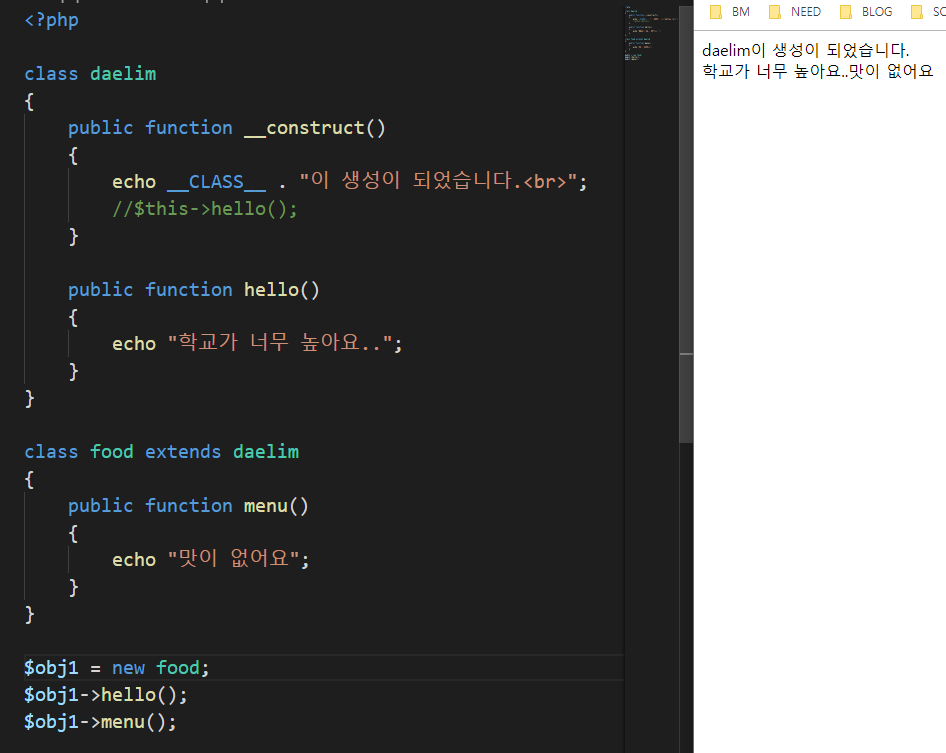 <?php
class daelim
{
public function __construct()
{
echo __CLASS__ . "이 생성이 되었습니다.<br>";
//$this->hello();
}
public function hello()
{
echo "학교가 너무 높아요..";
}
}
class food extends daelim
{
public function menu()
{
echo "맛이 없어요";
}
}
$obj1 = new food;
$obj1->hello();
$obj1->menu();
BM NEED BLOG
daelim이 생성이 되었습니다.
학교가 너무 높아요..맛이 없어요